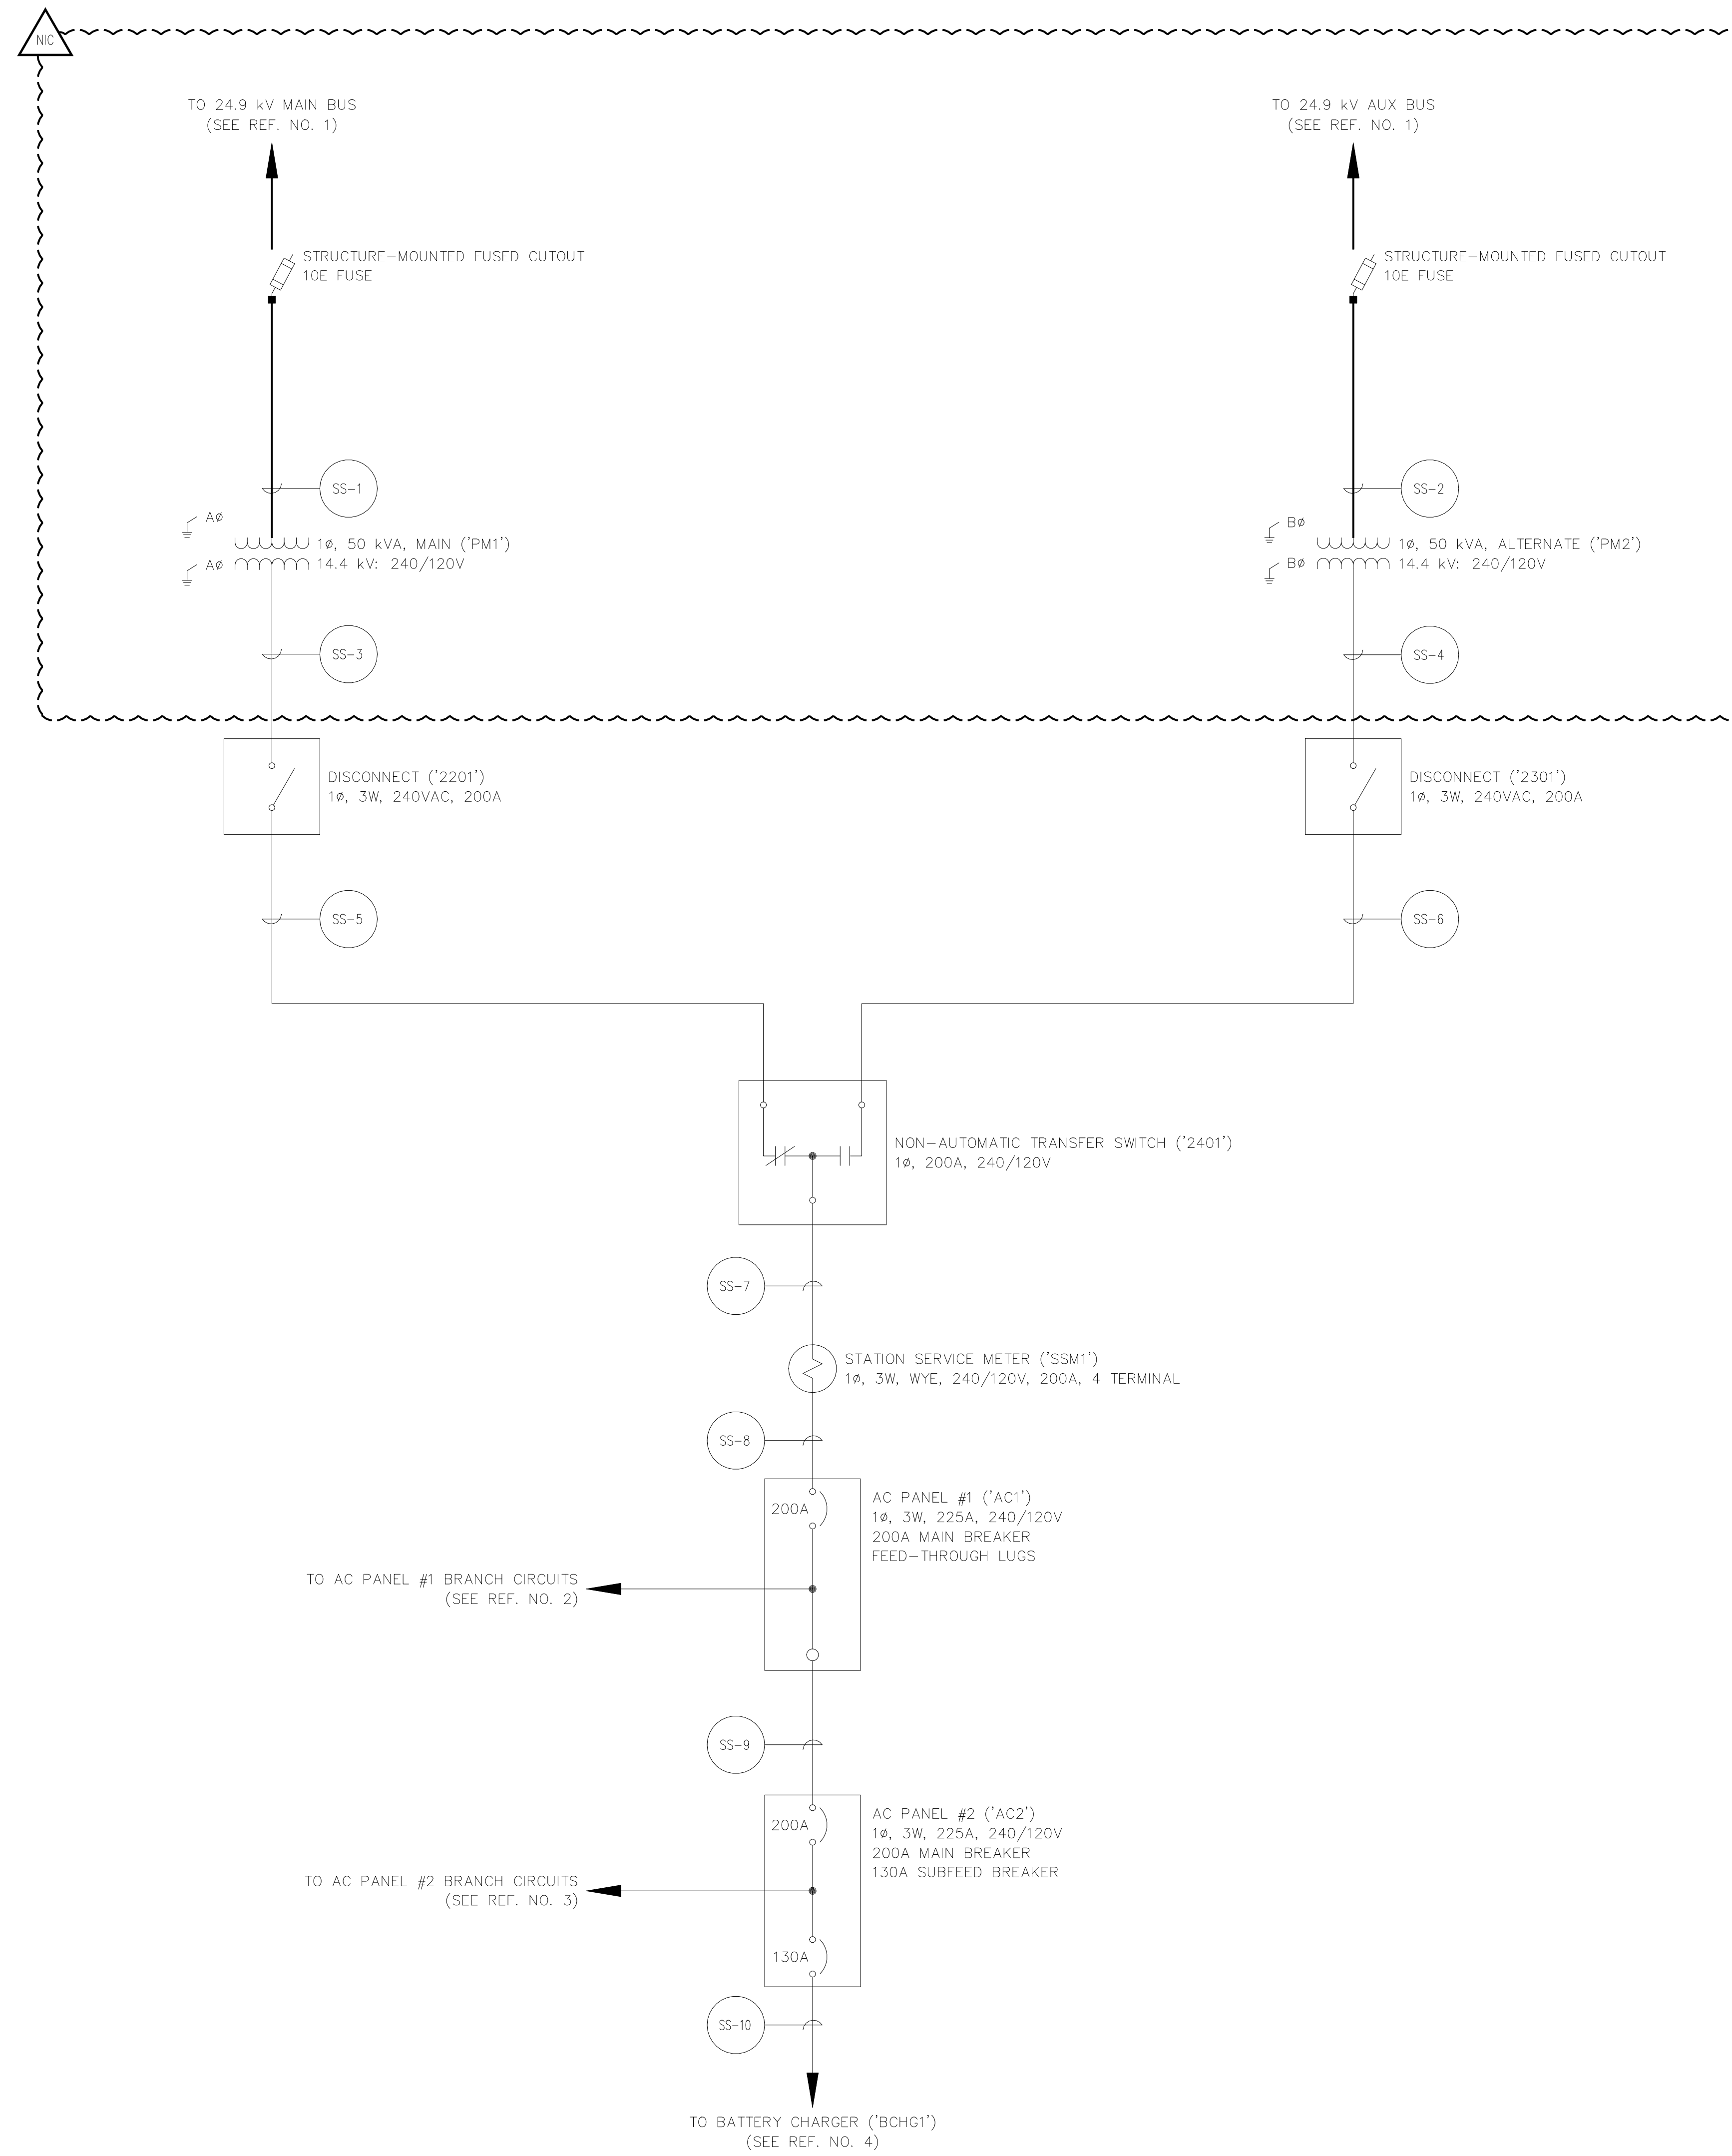 NIC
TO 24.9 kV MAIN BUS
(SEE REF. NO. 1)
TO 24.9 kV AUX BUS
(SEE REF. NO. 1)
STRUCTURE-MOUNTED FUSED CUTOUT
10E FUSE
STRUCTURE-MOUNTED FUSED CUTOUT
10E FUSE
SS-1
SS-2
AØ
1Ø, 50 kVA, MAIN ('PM1')
AØ
14.4 kV: 240/120V
BØ
1Ø, 50 kVA, ALTERNATE ('PM2')
BØ
14.4 kV: 240/120V
SS-3
SS-4
DISCONNECT ('2201')
1Ø, 3W, 240VAC, 200A
DISCONNECT ('2301')
1Ø, 3W, 240VAC, 200A
SS-5
SS-6
NON-AUTOMATIC TRANSFER SWITCH ('2401')
1Ø, 200A, 240/120V
SS-7
STATION SERVICE METER ('SSM1')
1Ø, 3W, WYE, 240/120V, 200A, 4 TERMINAL
SS-8
200A
AC PANEL #1 ('AC1')
1Ø, 3W, 225A, 240/120V
200A MAIN BREAKER
FEED-THROUGH LUGS
TO AC PANEL #1 BRANCH CIRCUITS
(SEE REF. NO. 2)
SS-9
200A
AC PANEL #2 ('AC2')
1Ø, 3W, 225A, 240/120V
200A MAIN BREAKER
130A SUBFEED BREAKER
TO AC PANEL #2 BRANCH CIRCUITS
(SEE REF. NO. 3)
130A
SS-10
TO BATTERY CHARGER ('BCHG1')
(SEE REF. NO. 4)